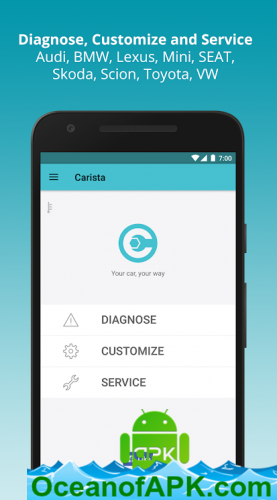 Diagnose, Customize and Service
Audi, BMW, Lexus, Mini, SEAT,
Skoda, Scion, Toyota, VW
7:00
Carista
Your car, your way
DIAGNOSE
CUSTOMIZE
SERVICE
APK
OceanofAPK.com